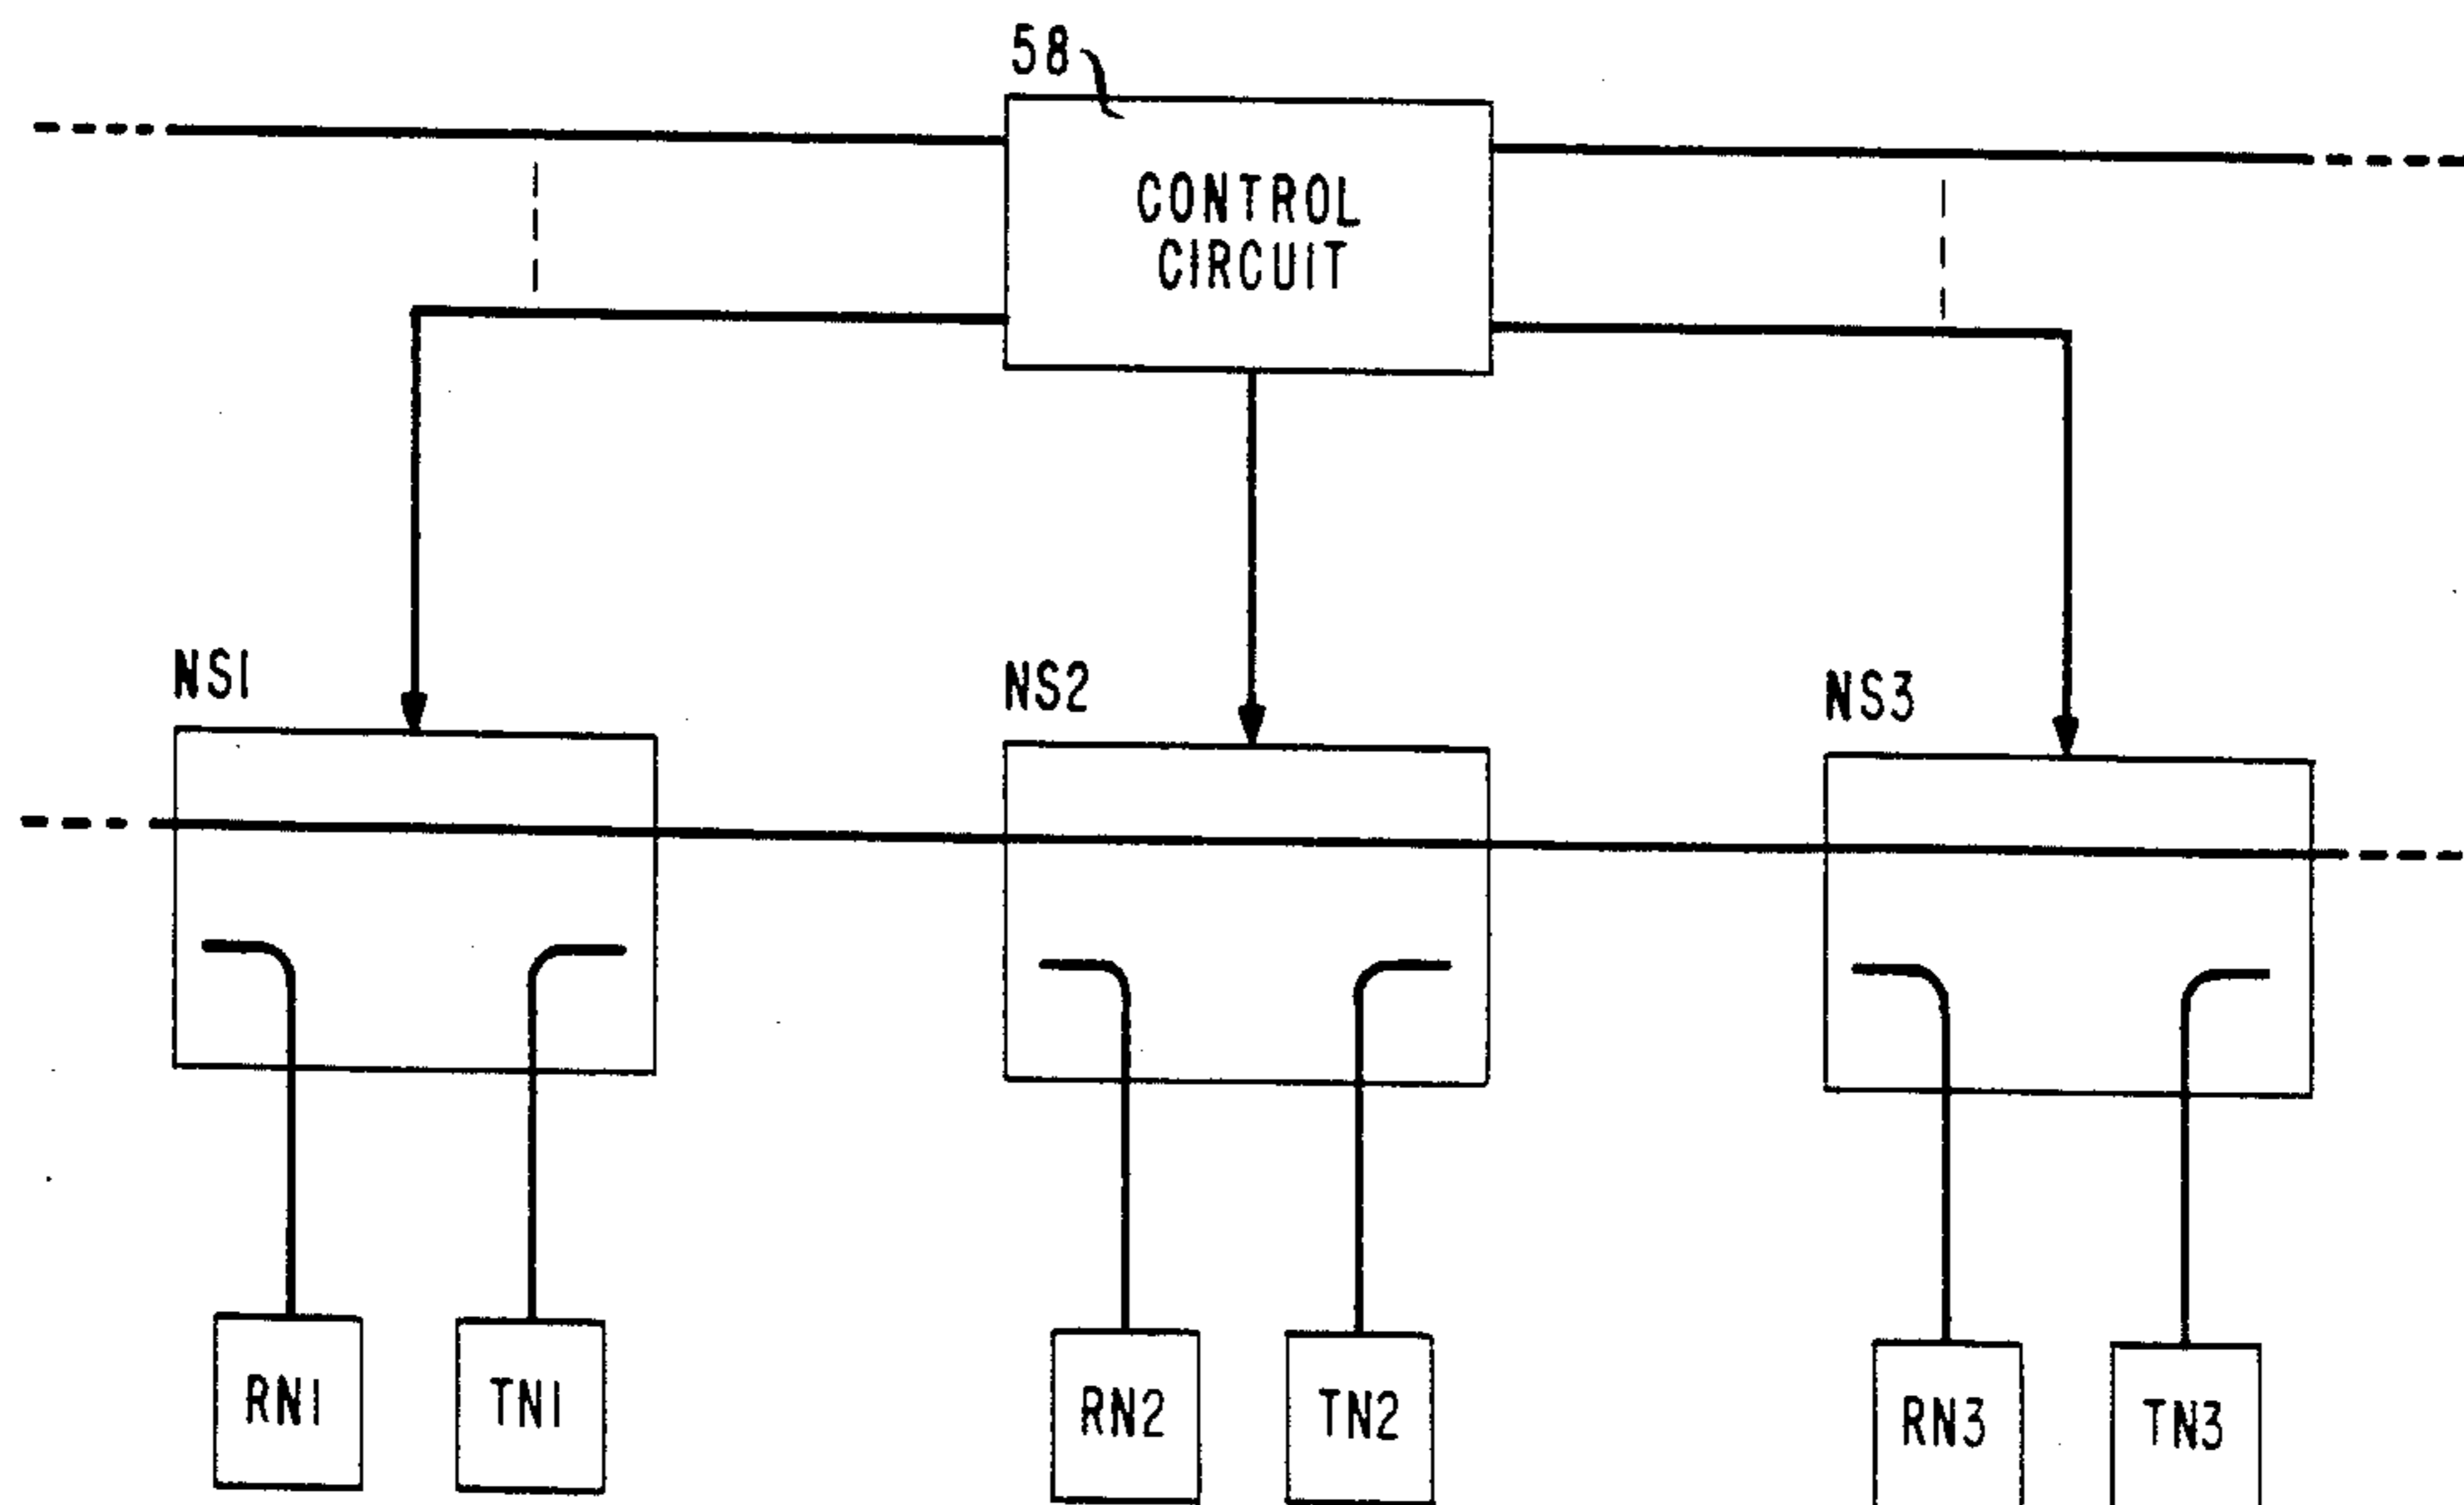 58
CONTROL
CIRCUIT
NS1
NS2
NS3
RN1
TN1
RN2
TN2
RN3
TN3